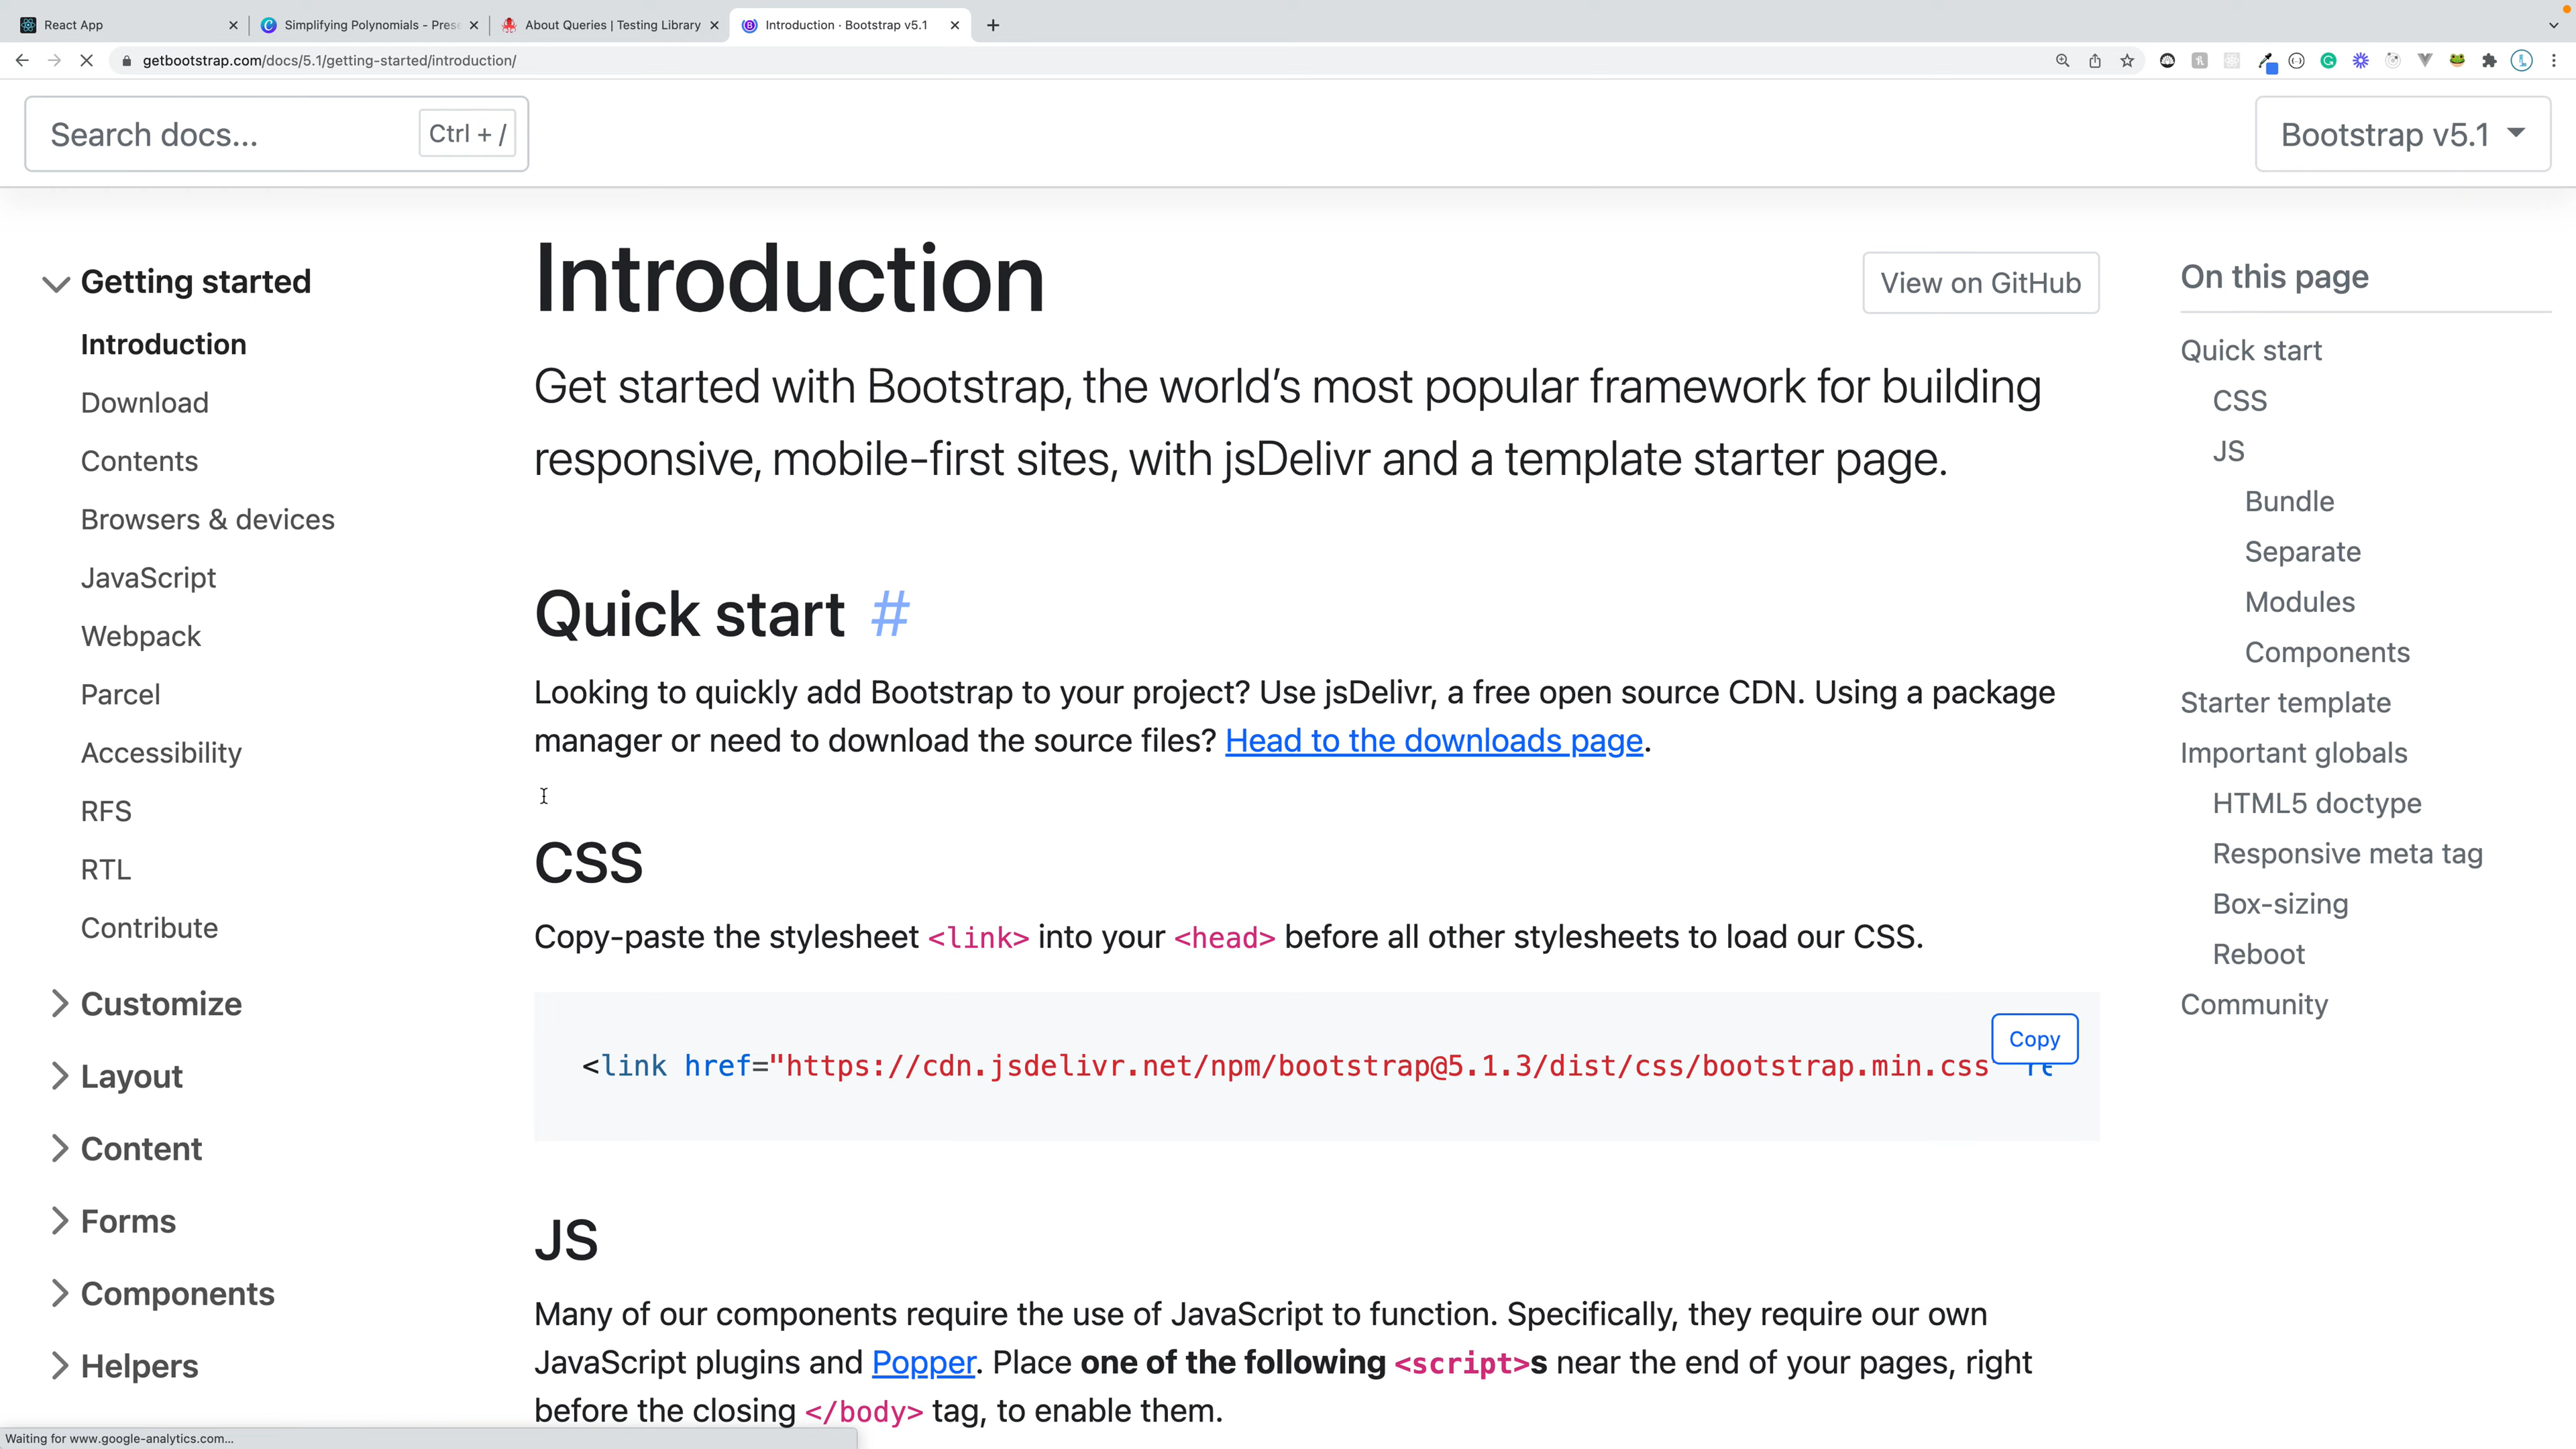 React App
Simplifying Polynomials - Prese
About Queries | Testing Library
Introduction · Bootstrap v5.1
getbootstrap.com/docs/5.1/getting-started/introduction/
Search docs...
Ctrl + /
Bootstrap v5.1
Getting started
Introduction
Download
Contents
Browsers & devices
JavaScript
Webpack
Parcel
Accessibility
RFS
RTL
Contribute
Customize
Layout
Content
Forms
Components
Helpers
Introduction
View on GitHub
Get started with Bootstrap, the world’s most popular framework for building
responsive, mobile-first sites, with jsDelivr and a template starter page.
Quick start #
Looking to quickly add Bootstrap to your project? Use jsDelivr, a free open source CDN. Using a package
manager or need to download the source files? Head to the downloads page.
CSS
Copy-paste the stylesheet <link> into your <head> before all other stylesheets to load our CSS.
Copy
<link href="https://cdn.jsdelivr.net/npm/bootstrap@5.1.3/dist/css/bootstrap.min.css
JS
Many of our components require the use of JavaScript to function. Specifically, they require our own
JavaScript plugins and Popper. Place one of the following <script>s near the end of your pages, right
before the closing </body> tag, to enable them.
On this page
Quick start
CSS
JS
Bundle
Separate
Modules
Components
Starter template
Important globals
HTML5 doctype
Responsive meta tag
Box-sizing
Reboot
Community
Waiting for www.google-analytics.com...